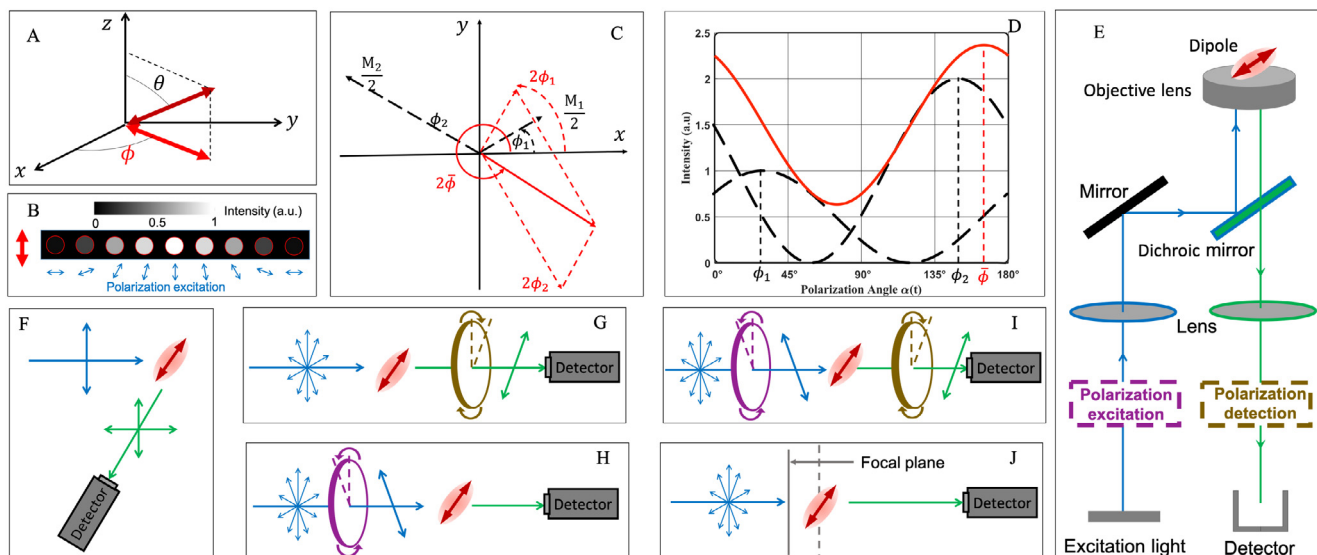 A
z
θ
y
x
ϕ
B
Intensity (a.u.)
0
0.5
1
Polarization excitation
C
y
M₂
2
2ϕ₁
M₁
2
ϕ₂
x
ϕ₁
2ϕ̄
2ϕ₂
D
2.5
2
1.5
1
0.5
0
Intensity (a.u)
0°
ϕ₁
45°
90°
135°
ϕ₂
ϕ̄
180°
Polarization Angle α(t)
E
Dipole
Objective lens
Mirror
Dichroic mirror
Lens
Polarization
excitation
Polarization
detection
Excitation light
Detector
F
Detector
G
Detector
I
Detector
H
Detector
J
Focal plane
Detector